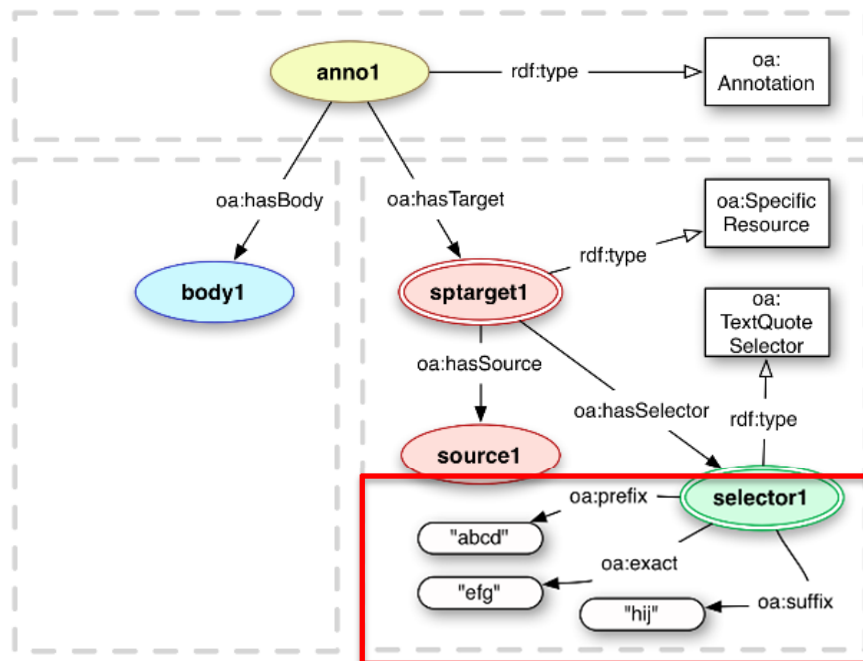 anno1
rdf:type
oa:
Annotation
oa:hasBody
oa:hasTarget
oa:Specific
Resource
rdf:type
body1
sptarget1
oa:
TextQuote
Selector
oa:hasSource
oa:hasSelector
rdf:type
source1
selector1
oa:prefix
"abcd"
oa:exact
"efg"
"hij"
oa:suffix